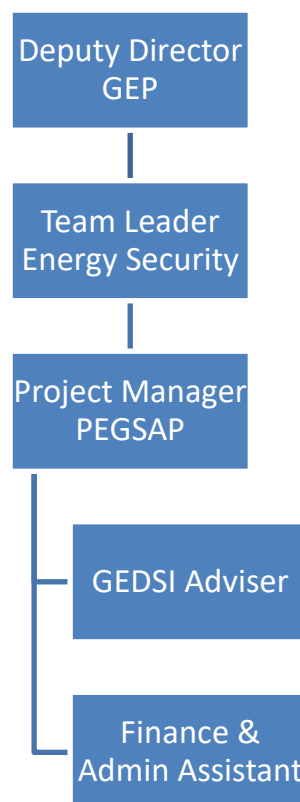 Deputy Director
GEP
Team Leader
Energy Security
Project Manager
PEGSAP
GEDSI Adviser
Finance &
Admin Assistant